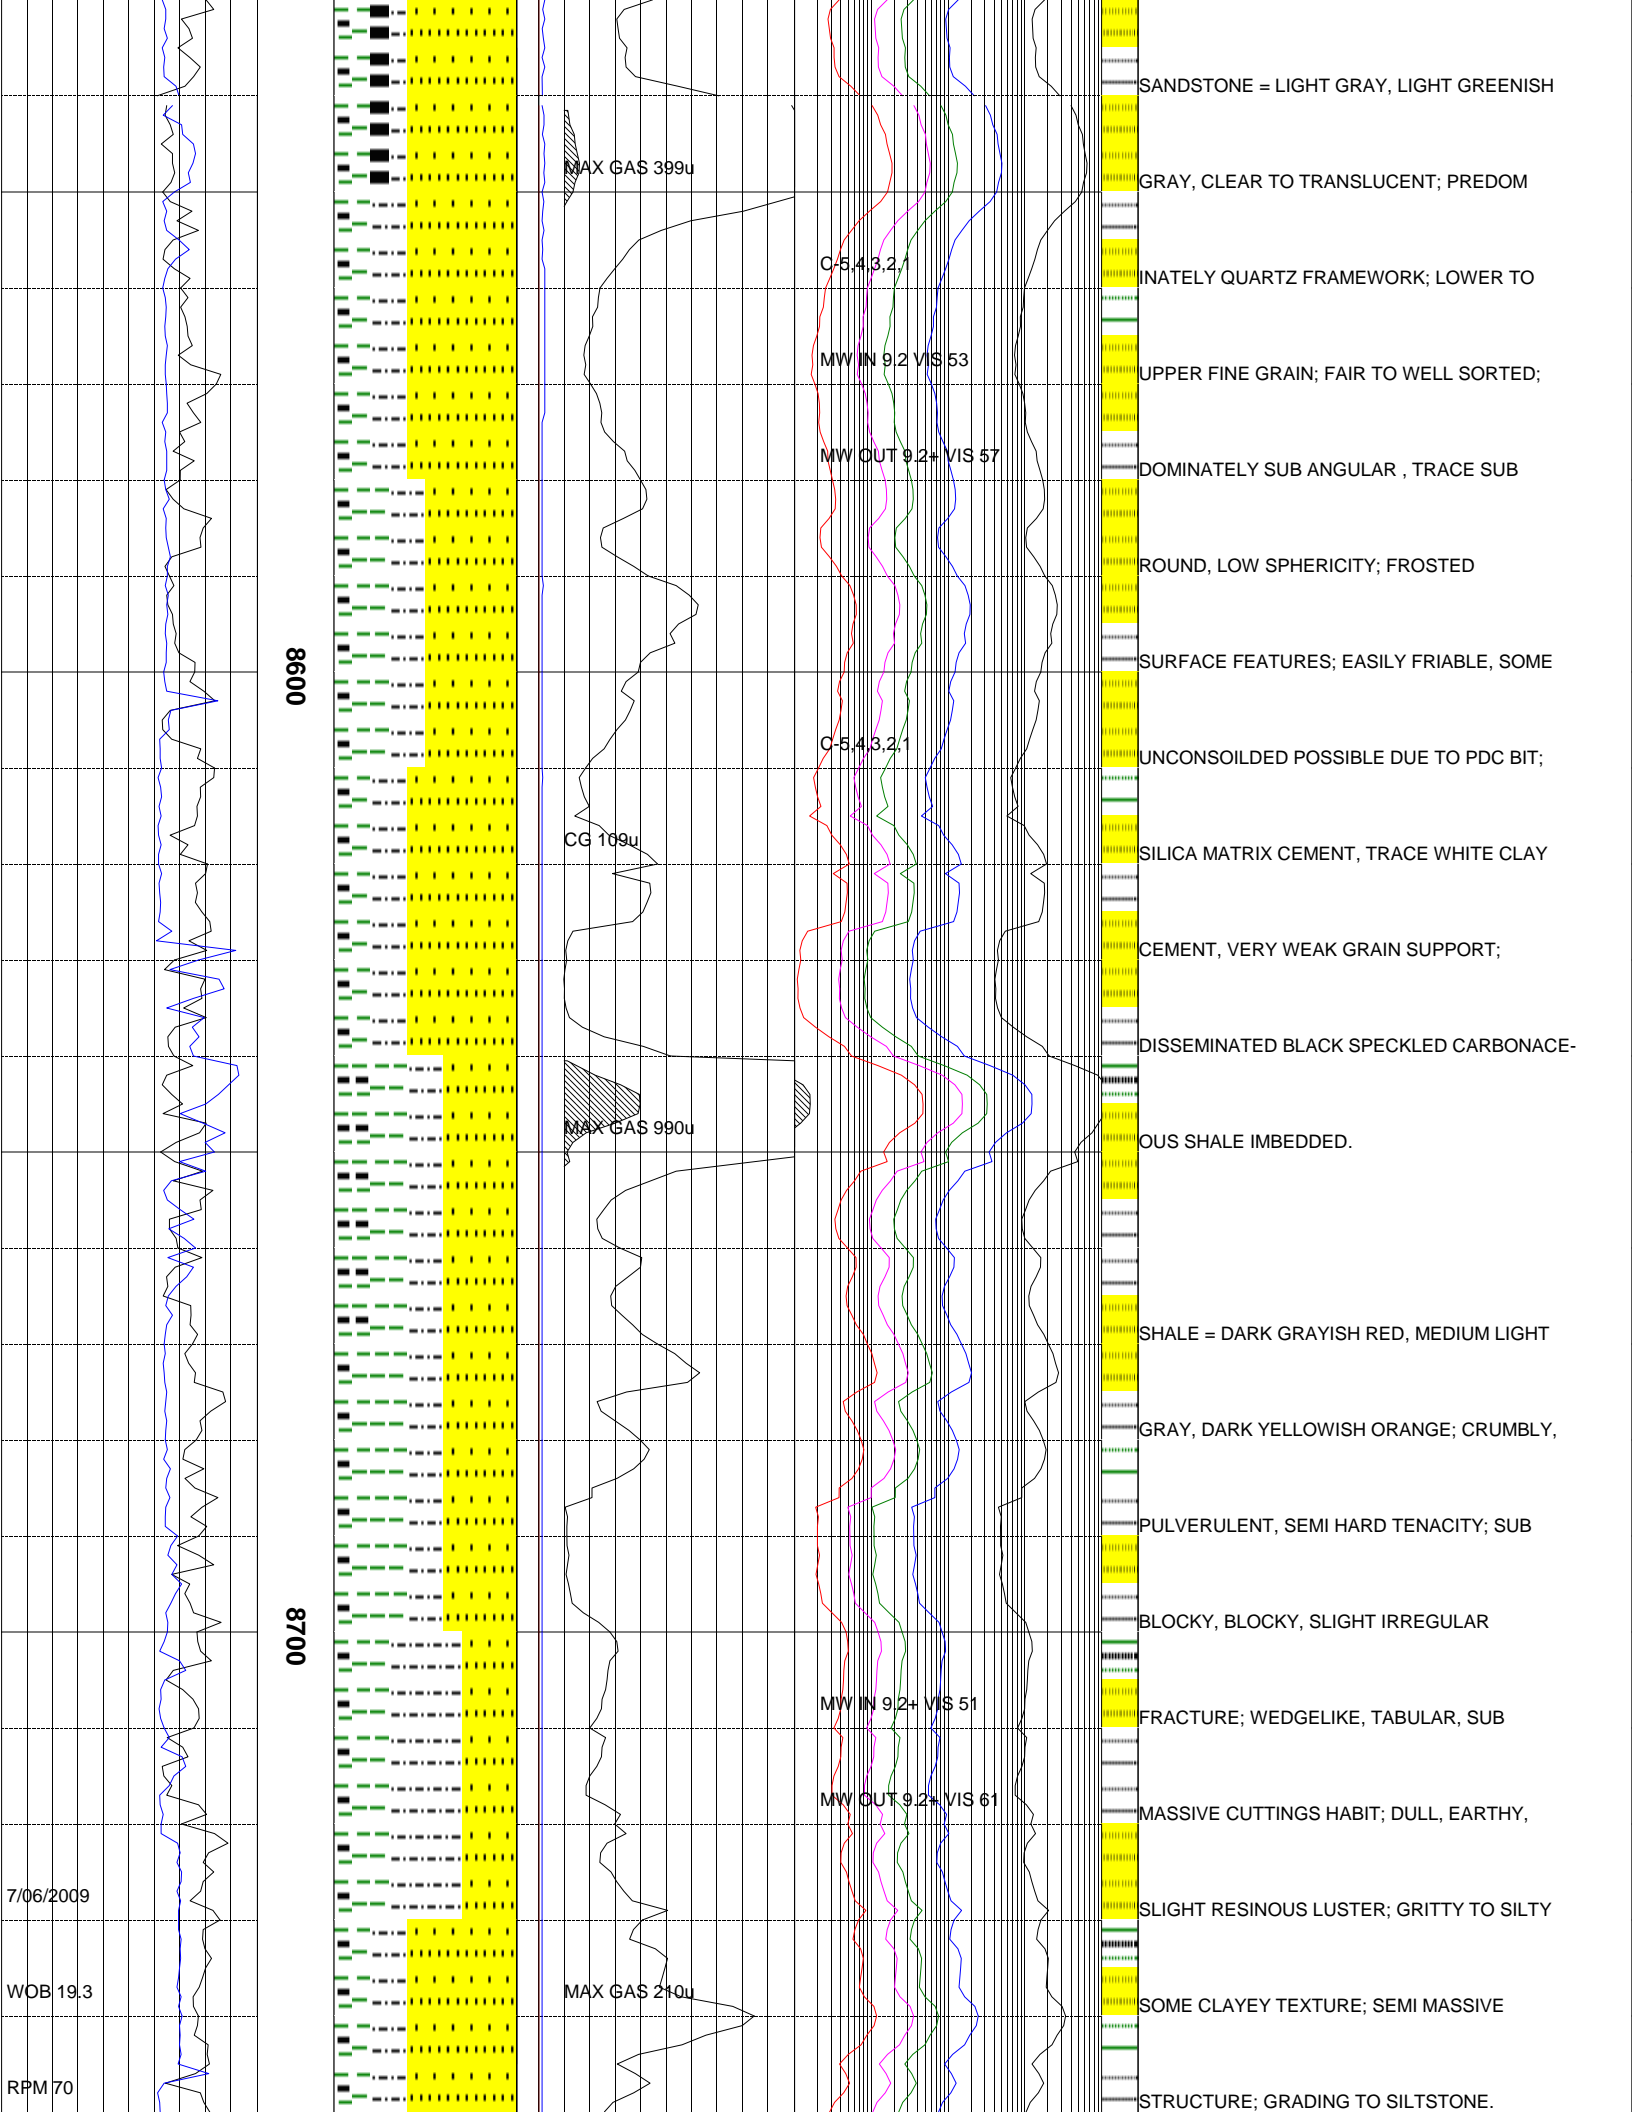 SANDSTONE = LIGHT GRAY, LIGHT GREENISH
MAX GAS 399u
GRAY, CLEAR TO TRANSLUCENT; PREDOM
C-5,4,3,2,1
INATELY QUARTZ FRAMEWORK; LOWER TO
MW IN 9.2 VIS 53
UPPER FINE GRAIN; FAIR TO WELL SORTED;
MW OUT 9.2+ VIS 57
DOMINATELY SUB ANGULAR , TRACE SUB
ROUND, LOW SPHERICITY; FROSTED
8600
SURFACE FEATURES; EASILY FRIABLE, SOME
C-5,4,3,2,1
UNCONSOILDED POSSIBLE DUE TO PDC BIT;
CG 109u
SILICA MATRIX CEMENT, TRACE WHITE CLAY
CEMENT, VERY WEAK GRAIN SUPPORT;
DISSEMINATED BLACK SPECKLED CARBONACE-
MAX GAS 990u
OUS SHALE IMBEDDED.
SHALE = DARK GRAYISH RED, MEDIUM LIGHT
GRAY, DARK YELLOWISH ORANGE; CRUMBLY,
PULVERULENT, SEMI HARD TENACITY; SUB
8700
BLOCKY, BLOCKY, SLIGHT IRREGULAR
MW IN 9.2+ VIS 51
FRACTURE; WEDGELIKE, TABULAR, SUB
MW OUT 9.2+ VIS 61
MASSIVE CUTTINGS HABIT; DULL, EARTHY,
7/06/2009
SLIGHT RESINOUS LUSTER; GRITTY TO SILTY
WOB 19.3
MAX GAS 210u
SOME CLAYEY TEXTURE; SEMI MASSIVE
RPM 70
STRUCTURE; GRADING TO SILTSTONE.